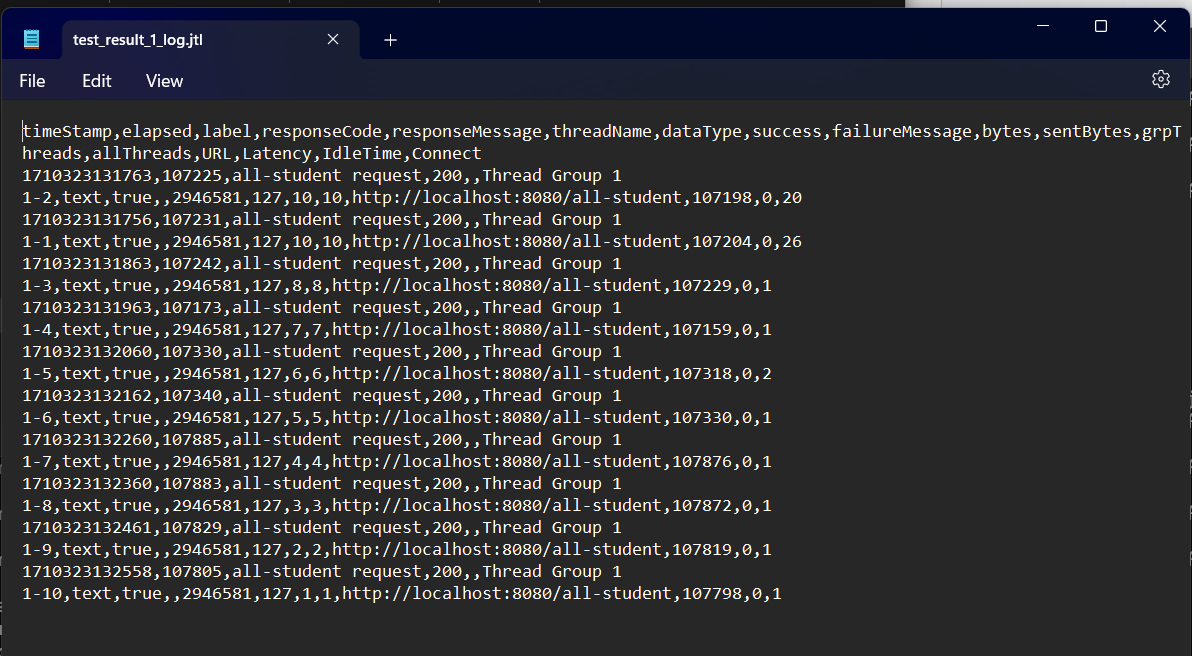 test_result_1_log.jtl
File Edit View
timeStamp,elapsed,label,responseCode,responseMessage,threadName,dataType,success,failureMessage,bytes,sentBytes,grpT
hreads,allThreads,URL,Latency,IdleTime,Connect
1710323131763,107225,all-student request,200,,Thread Group 1
1-2,text,true,,2946581,127,10,10,http://localhost:8080/all-student,107198,0,20
1710323131756,107231,all-student request,200,,Thread Group 1
1-1,text,true,,2946581,127,10,10,http://localhost:8080/all-student,107204,0,26
1710323131863,107242,all-student request,200,,Thread Group 1
1-3,text,true,,2946581,127,8,8,http://localhost:8080/all-student,107229,0,1
1710323131963,107173,all-student request,200,,Thread Group 1
1-4,text,true,,2946581,127,7,7,http://localhost:8080/all-student,107159,0,1
1710323132060,107330,all-student request,200,,Thread Group 1
1-5,text,true,,2946581,127,6,6,http://localhost:8080/all-student,107318,0,2
1710323132162,107340,all-student request,200,,Thread Group 1
1-6,text,true,,2946581,127,5,5,http://localhost:8080/all-student,107330,0,1
1710323132260,107885,all-student request,200,,Thread Group 1
1-7,text,true,,2946581,127,4,4,http://localhost:8080/all-student,107876,0,1
1710323132360,107883,all-student request,200,,Thread Group 1
1-8,text,true,,2946581,127,3,3,http://localhost:8080/all-student,107872,0,1
1710323132461,107829,all-student request,200,,Thread Group 1
1-9,text,true,,2946581,127,2,2,http://localhost:8080/all-student,107819,0,1
1710323132558,107805,all-student request,200,,Thread Group 1
1-10,text,true,,2946581,127,1,1,http://localhost:8080/all-student,107798,0,1